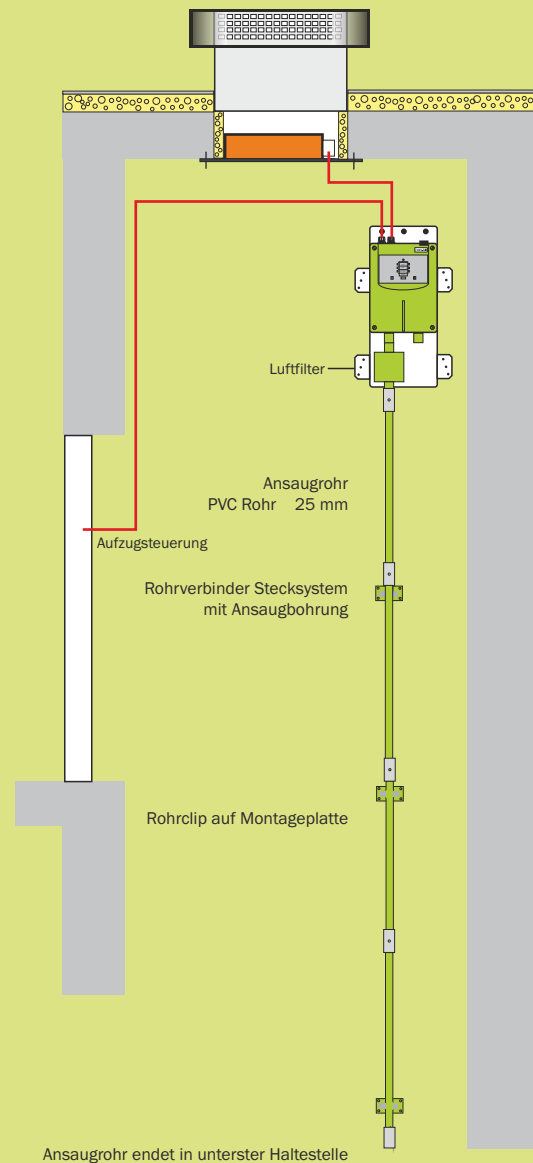 Luftfilter
Ansaugrohr
PVC Rohr 25 mm
Aufzugsteuerung
Rohrverbinder Stecksystem
mit Ansaugbohrung
Rohrclip auf Montageplatte
Ansaugrohr endet in unterster Haltestelle